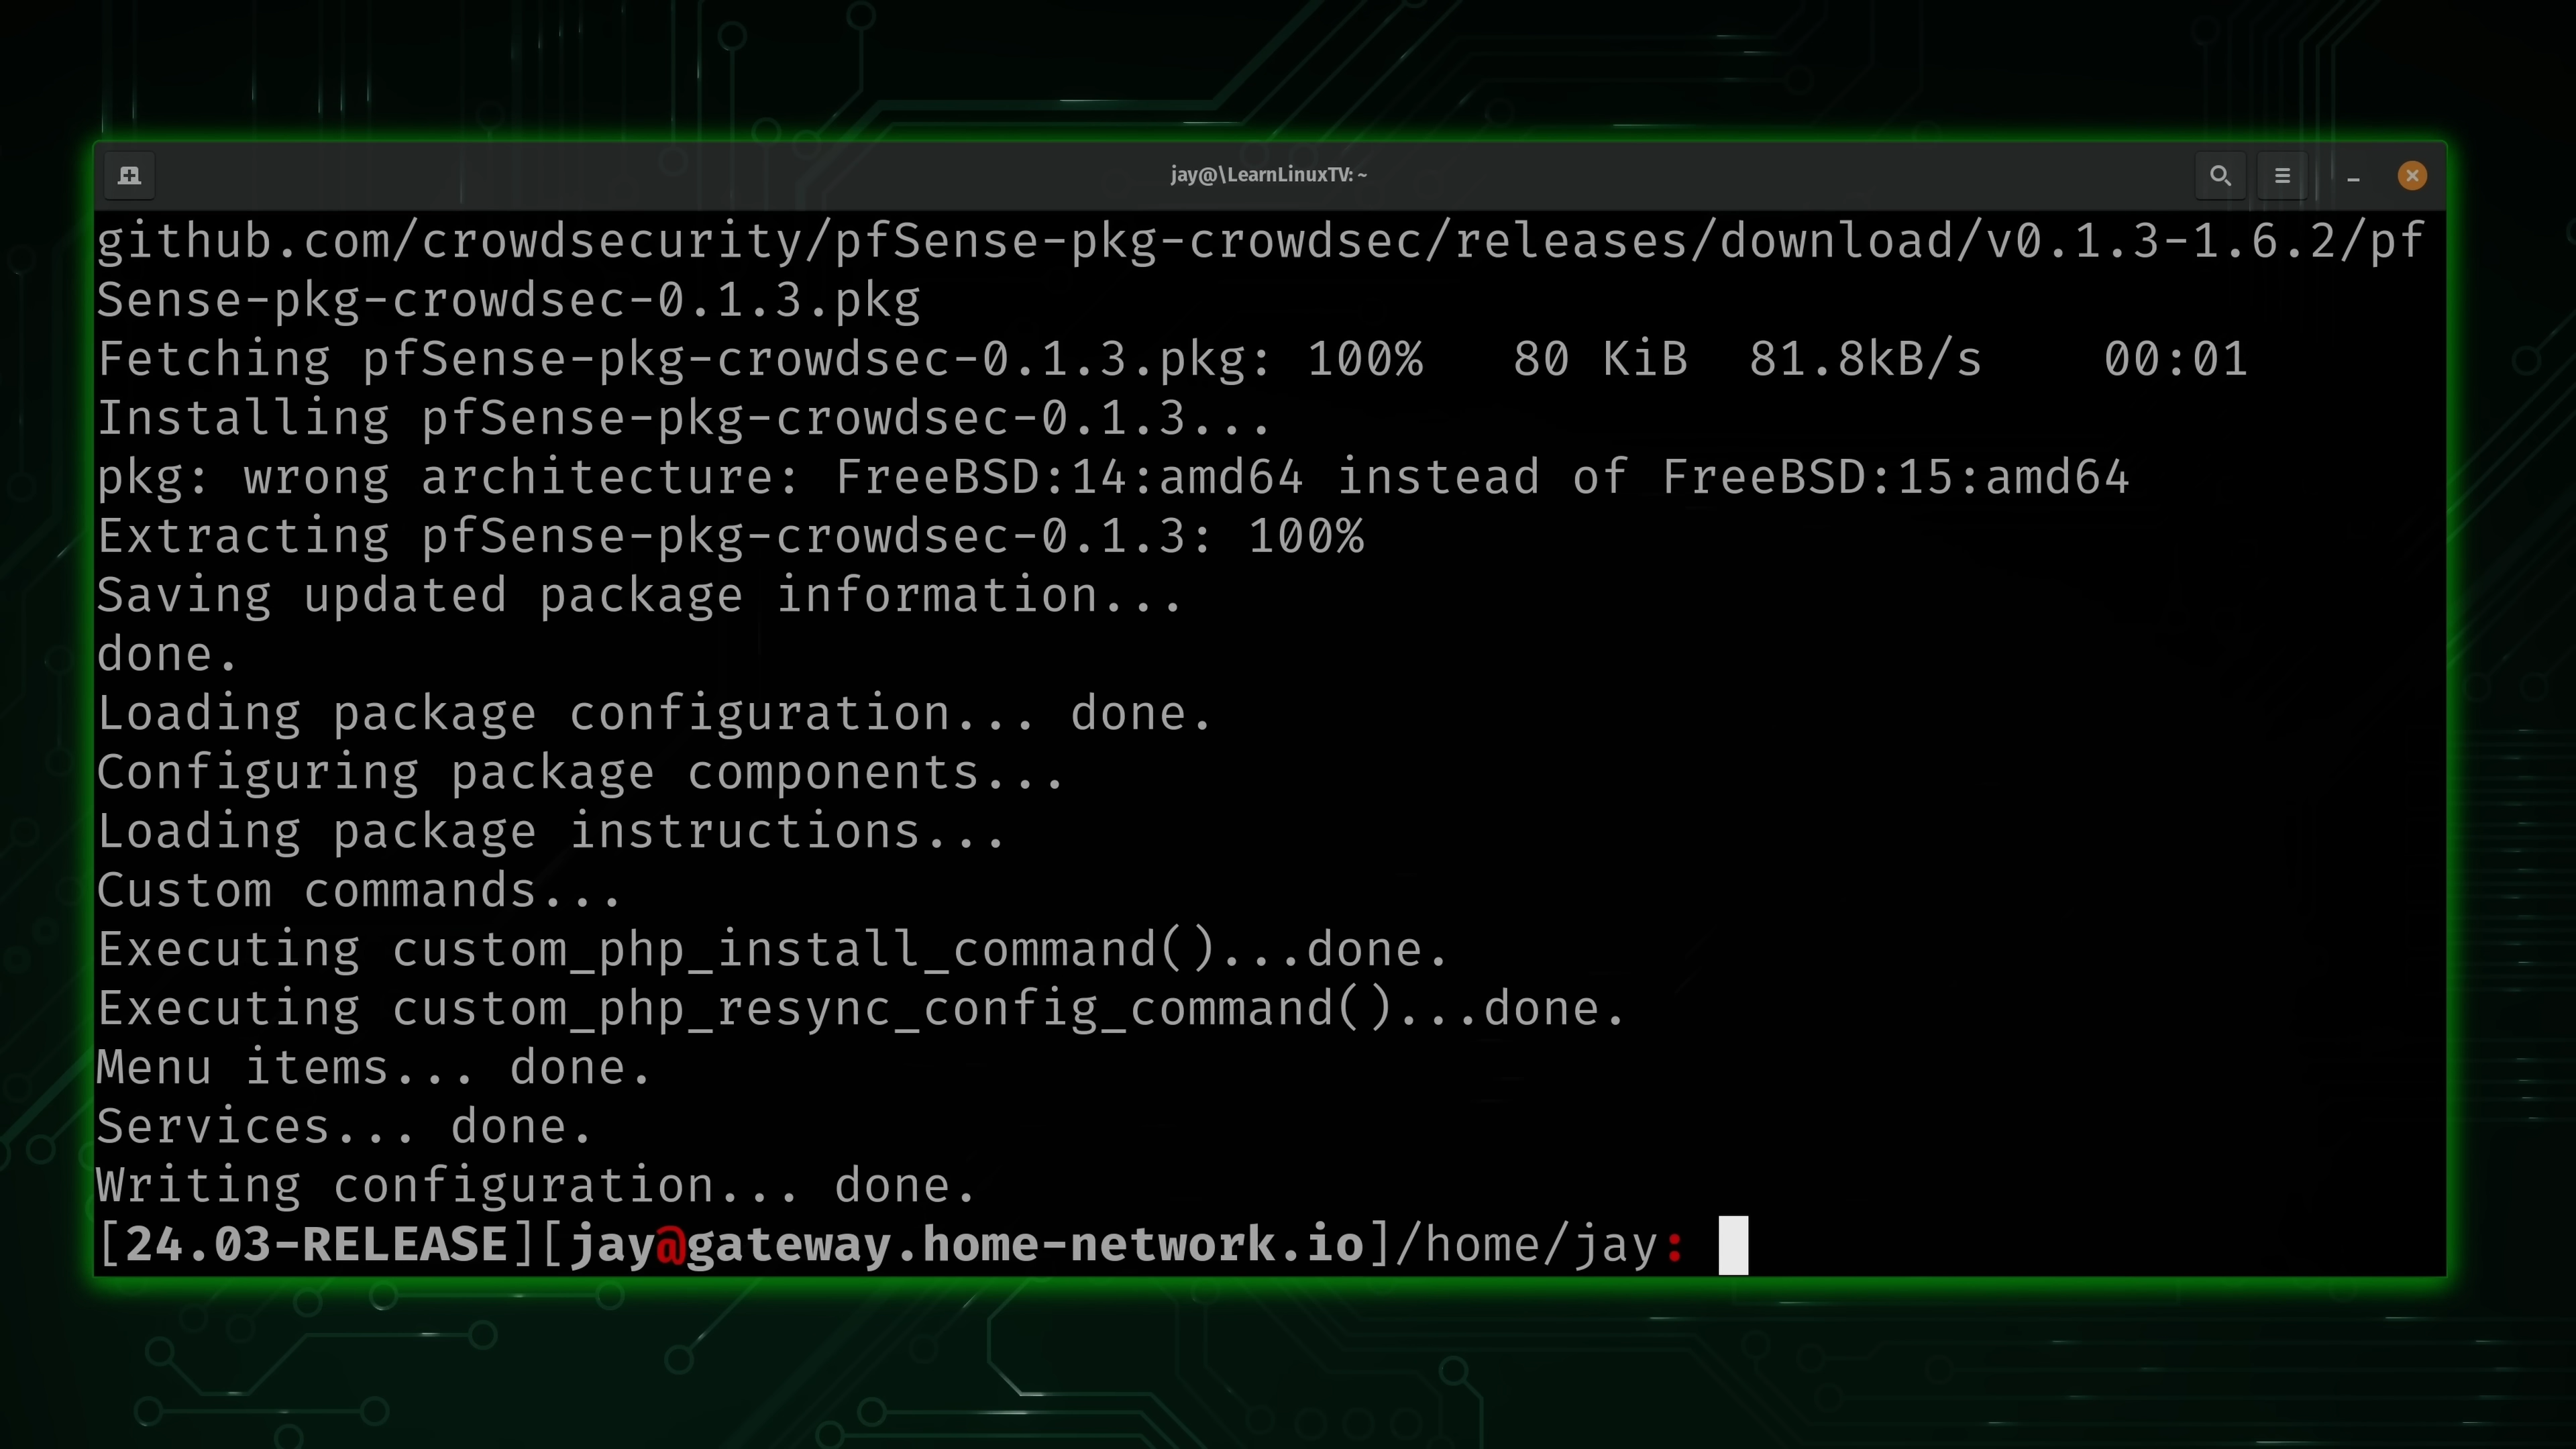 jay@\LearnLinuxTV: ~
github.com/crowdsecurity/pfSense-pkg-crowdsec/releases/download/v0.1.3-1.6.2/pf
Sense-pkg-crowdsec-0.1.3.pkg
Fetching pfSense-pkg-crowdsec-0.1.3.pkg: 100%   80 KiB  81.8kB/s    00:01
Installing pfSense-pkg-crowdsec-0.1.3...
pkg: wrong architecture: FreeBSD:14:amd64 instead of FreeBSD:15:amd64
Extracting pfSense-pkg-crowdsec-0.1.3: 100%
Saving updated package information...
done.
Loading package configuration... done.
Configuring package components...
Loading package instructions...
Custom commands...
Executing custom_php_install_command()...done.
Executing custom_php_resync_config_command()...done.
Menu items... done.
Services... done.
Writing configuration... done.
[24.03-RELEASE][jay@gateway.home-network.io]/home/jay: